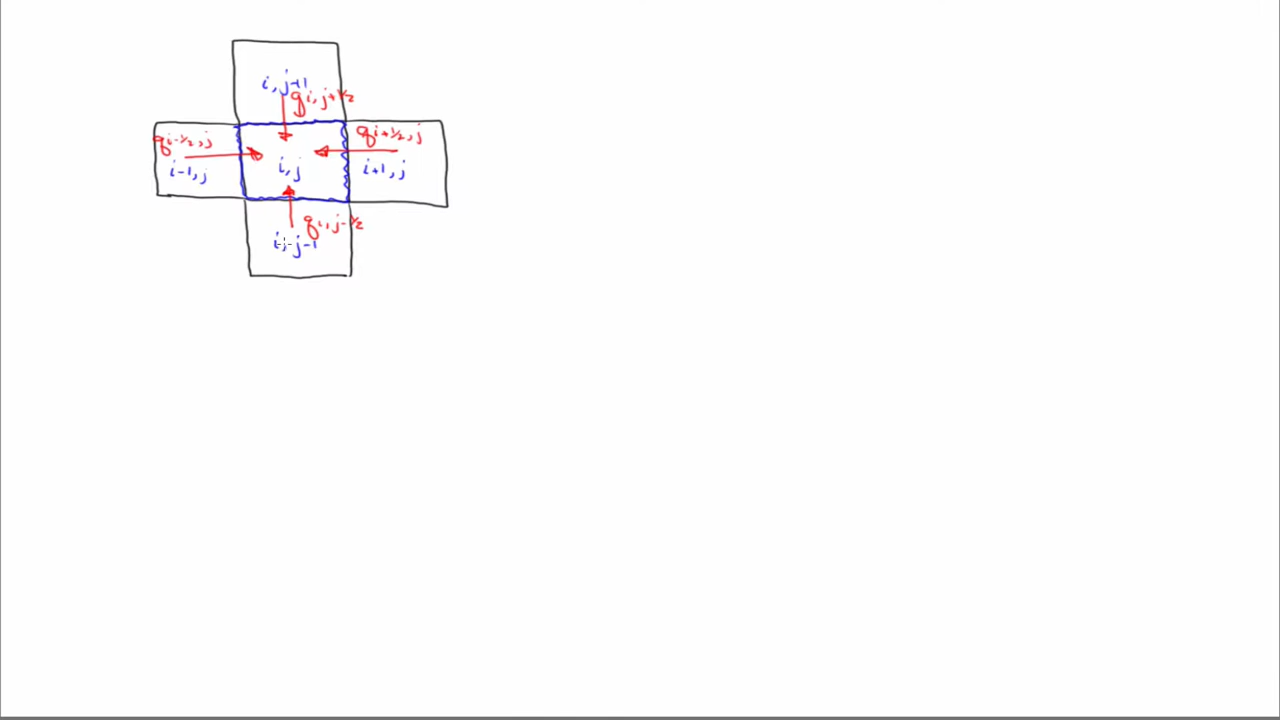 i, j+1
q i, j+1/2
q i-1/2, j
q i+1/2, j
i-1, j
i, j
i+1, j
q i, j-1/2
i, j-1